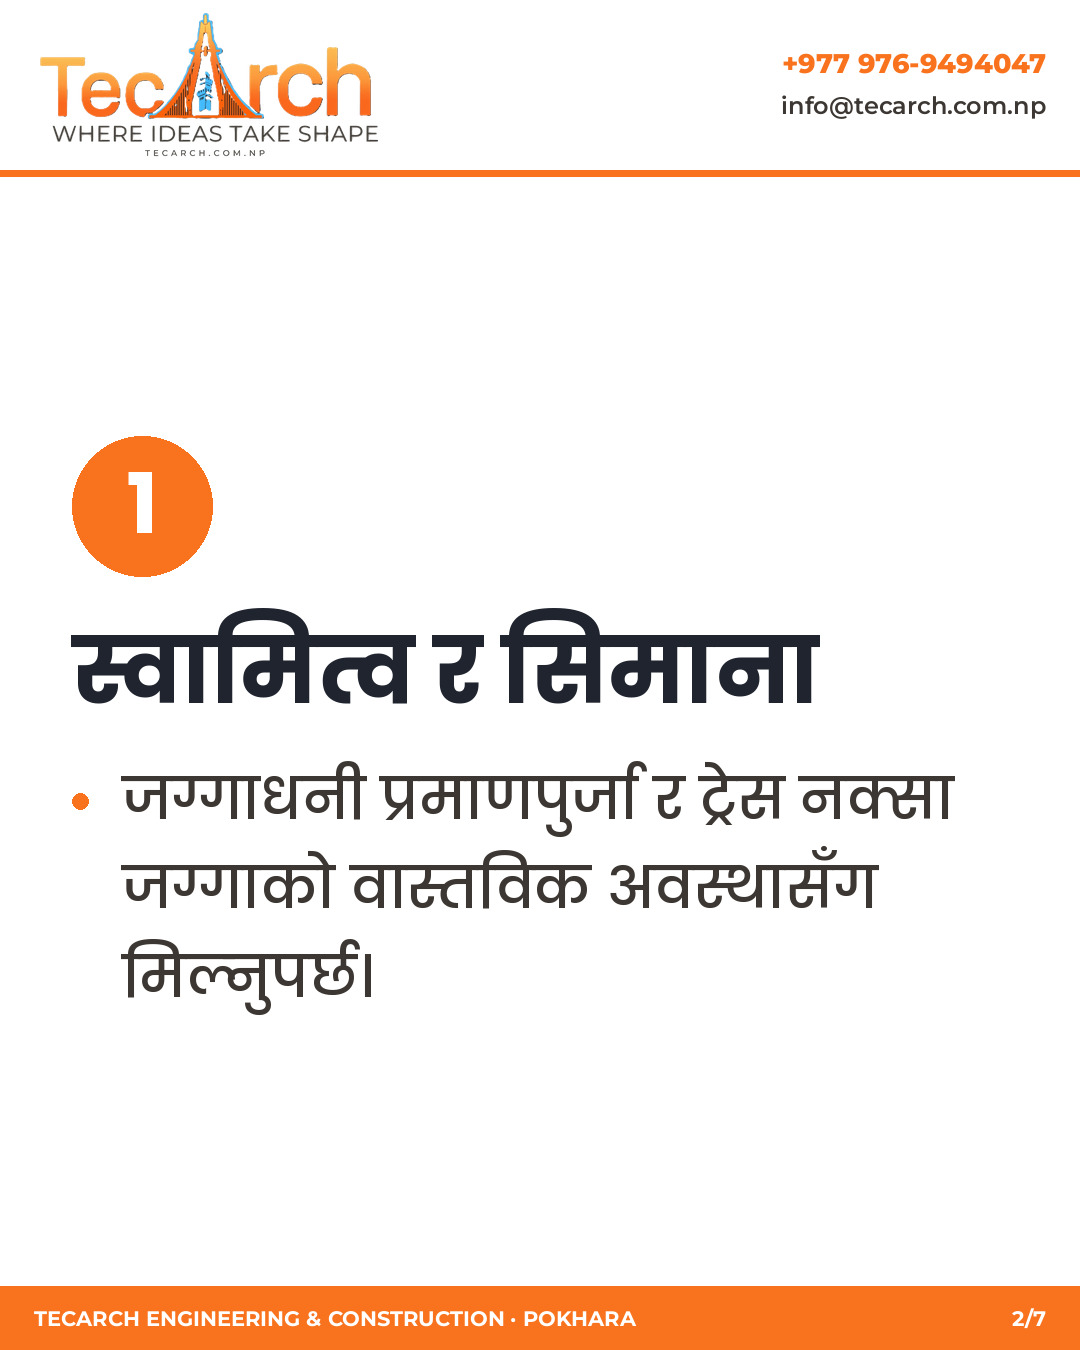 TecArch
WHERE IDEAS TAKE SHAPE
TECARCH.COM.NP
+977 976-9494047
info@tecarch.com.np
1
स्वामित्व र सिमाना
• जग्गाधनी प्रमाणपुर्जा र ट्रेस नक्सा
जग्गाको वास्तविक अवस्थासँग
मिल्नुपर्छ।
TECARCH ENGINEERING & CONSTRUCTION · POKHARA
2/7